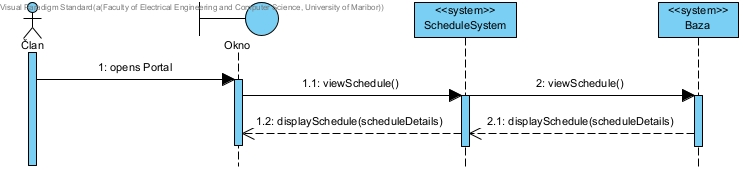 Visual Paradigm Standard(a(Faculty of Electrical Engineering and Computer Science, University of Maribor))
<<system>>
ScheduleSystem
<<system>>
Baza
Član
Okno
1: opens Portal
1.1: viewSchedule()
2: viewSchedule()
1.2: displaySchedule(scheduleDetails)
2.1: displaySchedule(scheduleDetails)